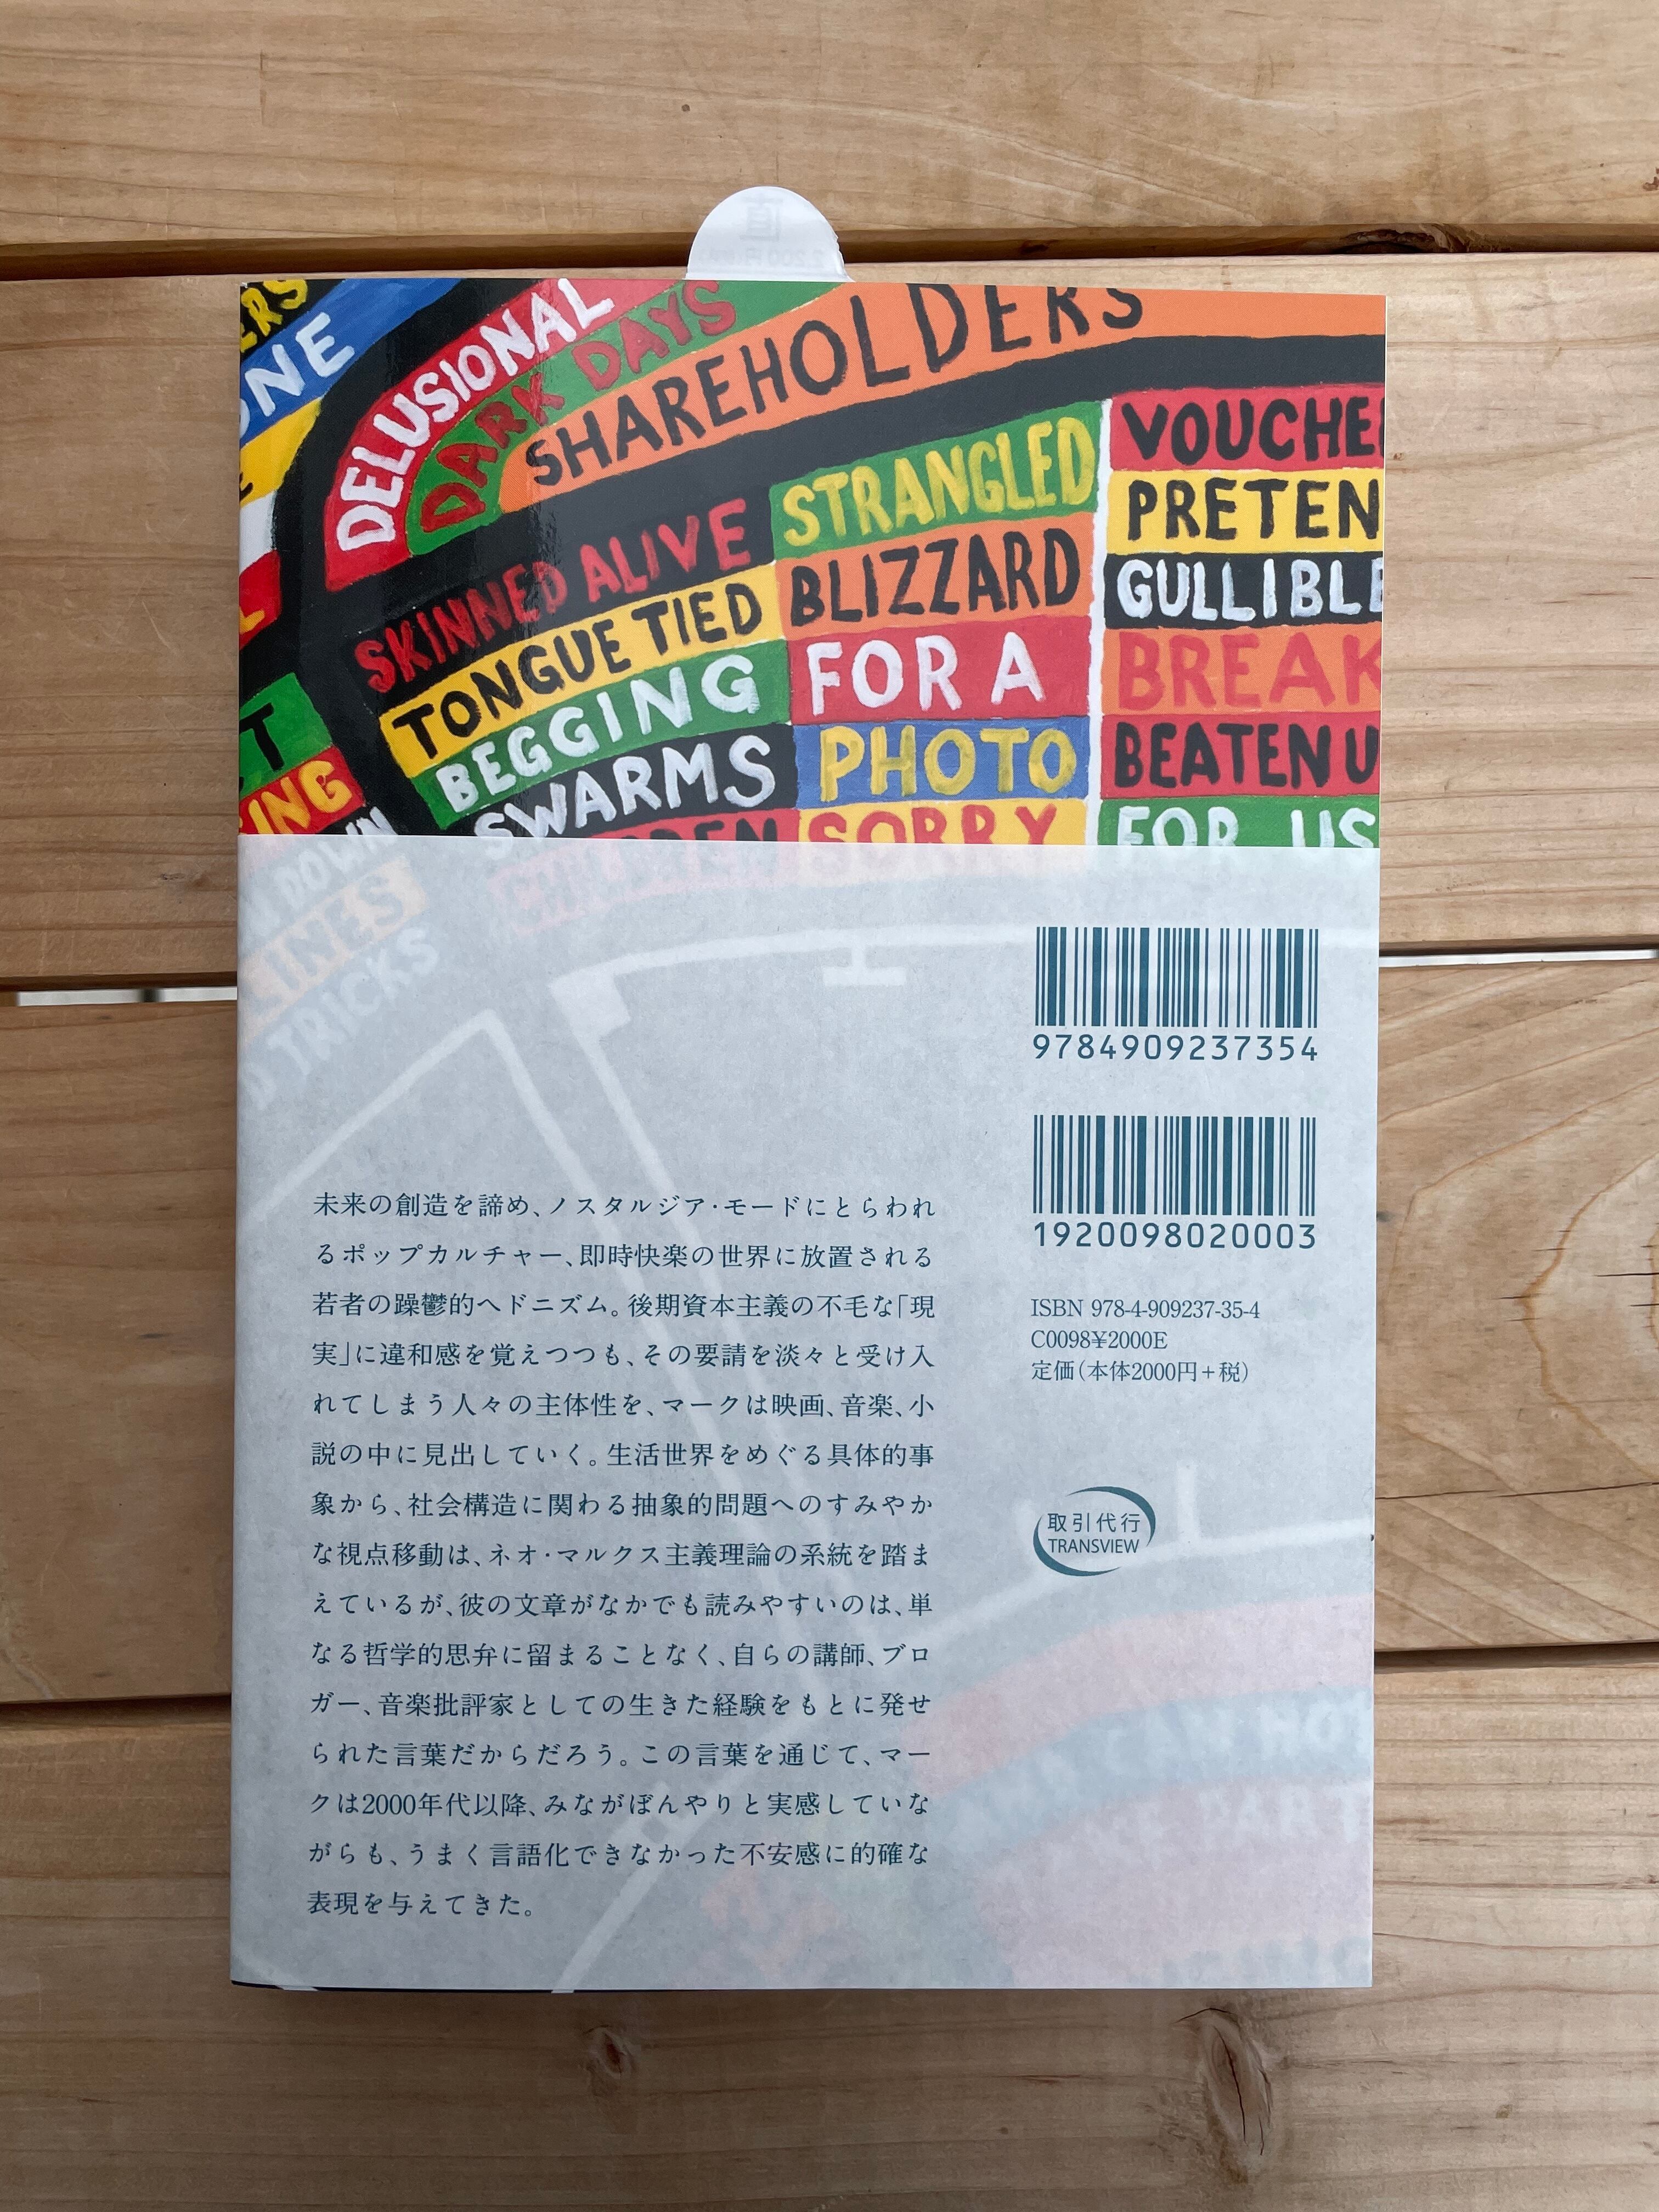 ERS
ONE
DELUSIONAL
DARK DAYS
SHAREHOLDERS
SKINNED ALIVE
STRANGLED
TONGUE TIED
BLIZZARD
BEGGING
FOR A
SWARMS
PHOTO
SORRY
VOUCHE
PRETEN
GULLIBLE
BREAK
BEATEN U
FOR US
T
ING
DOWN
LINES
TRICKS
9784909237354
1920098020003
ISBN 978-4-909237-35-4
C0098¥2000E
定価(本体2000円+税)
取引代行
TRANSVIEW
未来の創造を諦め、ノスタルジア・モードにとらわれ
るポップカルチャー、即時快楽の世界に放置される
若者の躁鬱的ヘドニズム。後期資本主義の不毛な「現
実」に違和感を覚えつつも、その要請を淡々と受け入
れてしまう人々の主体性を、マークは映画、音楽、小
説の中に見出していく。生活世界をめぐる具体的事
象から、社会構造に関わる抽象的問題へのすみやか
な視点移動は、ネオ・マルクス主義理論の系統を踏ま
えているが、彼の文章がなかでも読みやすいのは、単
なる哲学的思弁に留まることなく、自らの講師、ブロ
ガー、音楽批評家としての生きた経験をもとに発せ
られた言葉だからだろう。この言葉を通じて、マー
クは2000年代以降、みながぼんやりと実感していな
がらも、うまく言語化できなかった不安感に的確な
表現を与えてきた。